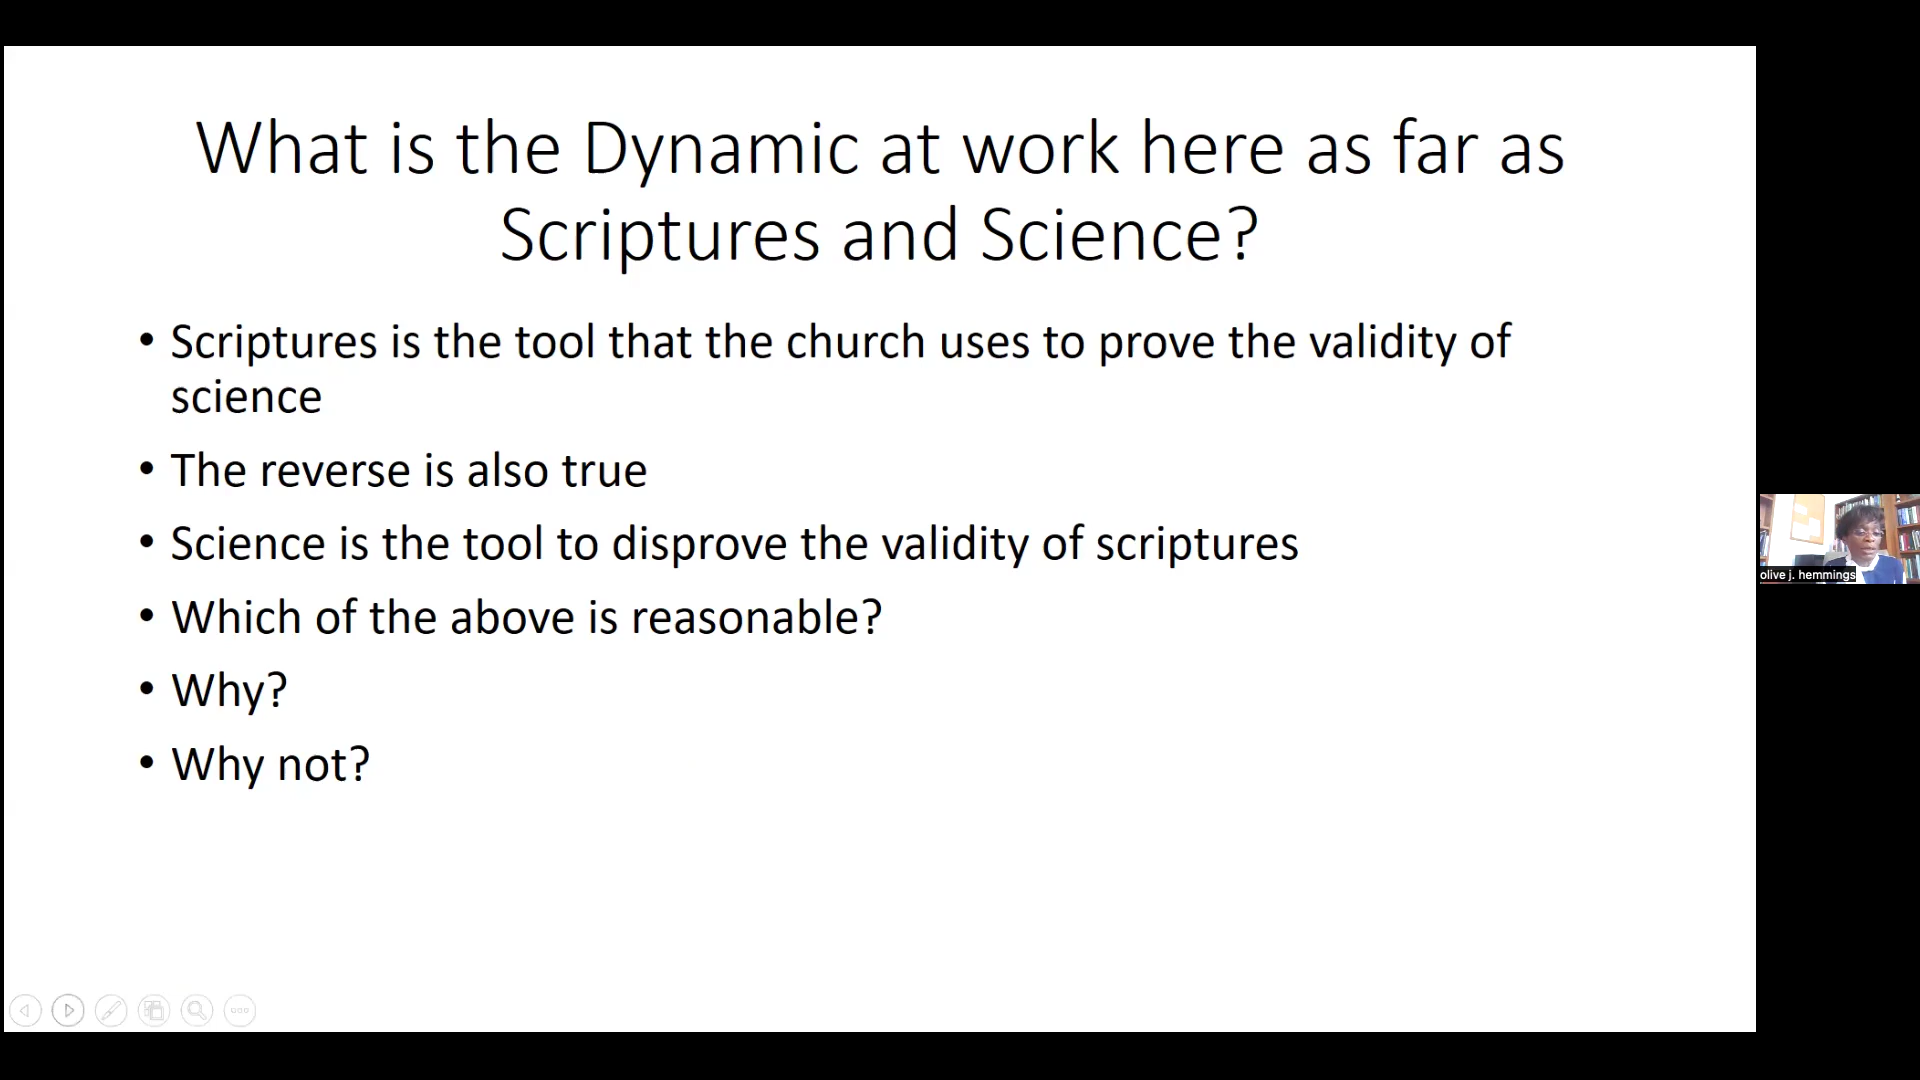 What is the Dynamic at work here as far as
Scriptures and Science?
• Scriptures is the tool that the church uses to prove the validity of
science
• The reverse is also true
• Science is the tool to disprove the validity of scriptures
• Which of the above is reasonable?
• Why?
• Why not?
olive j. hemmings